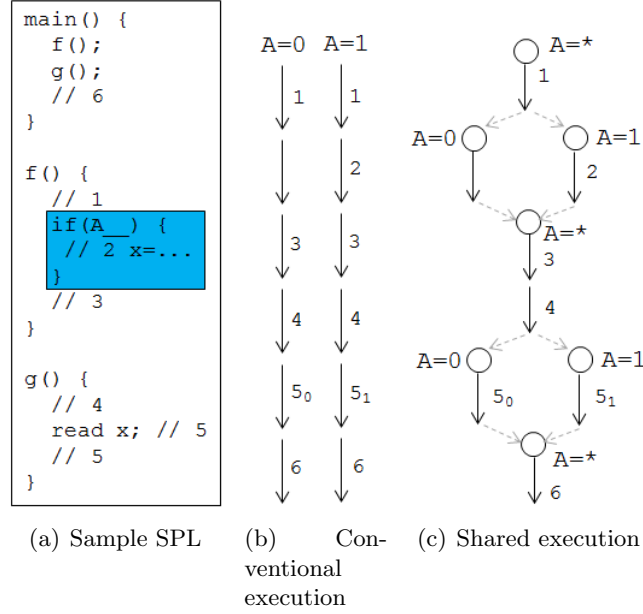 main() {
f();
g();
// 6
}
f() {
// 1
if(A__) {
// 2 x=...
}
// 3
}
g() {
// 4
read x; // 5
// 5
}
A=0 A=1
1 1
2
3 3
4 4
5₀ 5₁
6 6
A=*
1
A=0 A=1
2
A=*
3
4
A=0 A=1
5₀ 5₁
A=*
6
(a) Sample SPL
(b) Con-
ventional
execution
(c) Shared execution